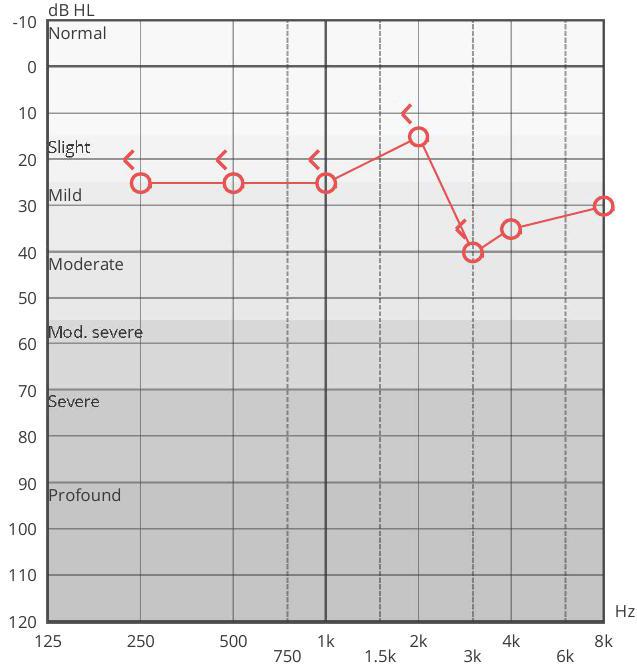 dB HL
-10
Normal
0
10
Slight
20
Mild
30
40
Moderate
50
Mod. severe
60
70
Severe
80
90
Profound
100
110
120
Hz
125 250 500 1k 2k 4k 8k
750 1.5k 3k 6k